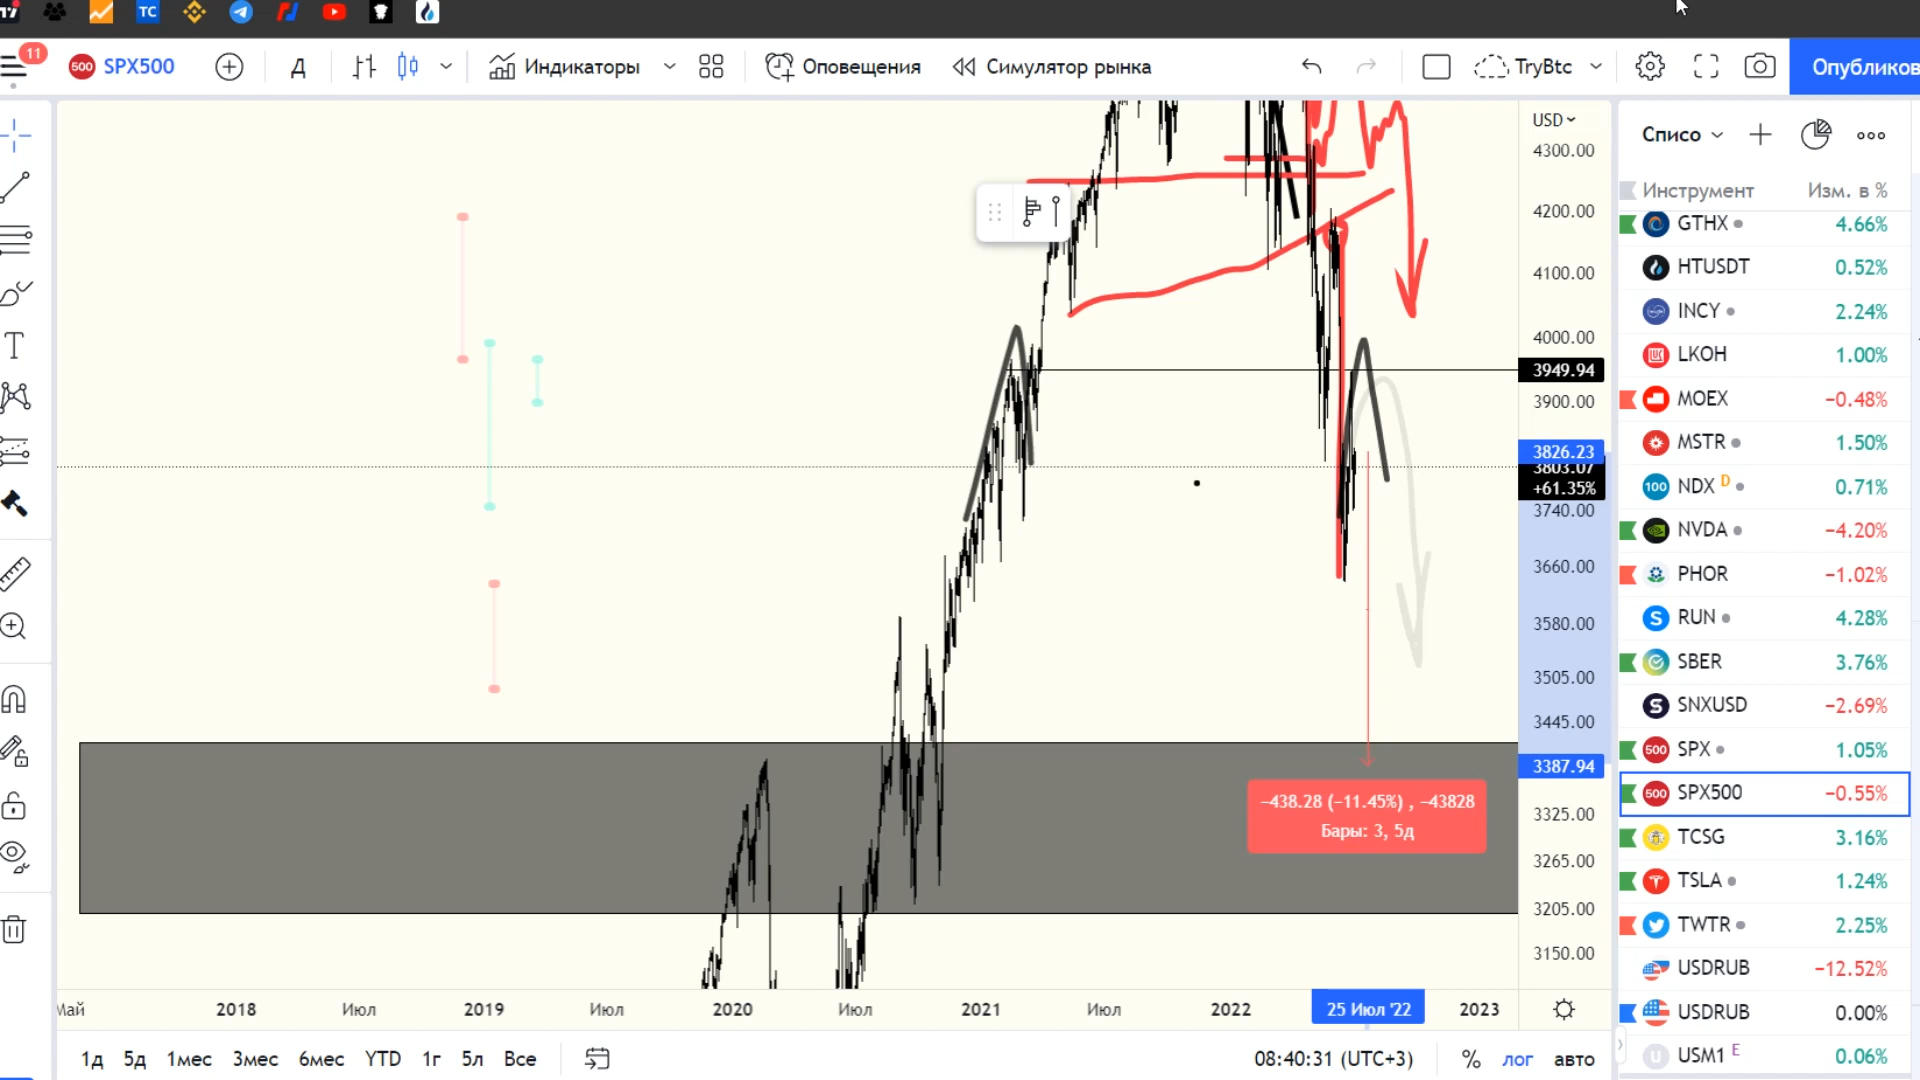 TC
11
500 SPX500
Д
Индикаторы
Оповещения
Симулятор рынка
TryBtc
Опубликов
USD
4300.00
4200.00
4100.00
4000.00
3949.94
3900.00
3826.23
3803.07
+61.35%
3740.00
3660.00
3580.00
3505.00
3445.00
3387.94
3325.00
3265.00
3205.00
3150.00
−438.28 (−11.45%) , −43828
Бары: 3, 5д
Май 2018 Июл 2019 Июл 2020 Июл 2021 Июл 2022 25 Июл '22 2023
1д 5д 1мес 3мес 6мес YTD 1г 5л Все
08:40:31 (UTC+3) % лог авто
Списо
Инструмент Изм. в %
GTHX 4.66%
HTUSDT 0.52%
INCY 2.24%
LKOH 1.00%
MOEX −0.48%
MSTR 1.50%
100 NDX D 0.71%
NVDA −4.20%
PHOR −1.02%
RUN 4.28%
SBER 3.76%
SNXUSD −2.69%
500 SPX 1.05%
500 SPX500 −0.55%
TCSG 3.16%
TSLA 1.24%
TWTR 2.25%
USDRUB −12.52%
USDRUB 0.00%
U USM1 E 0.06%